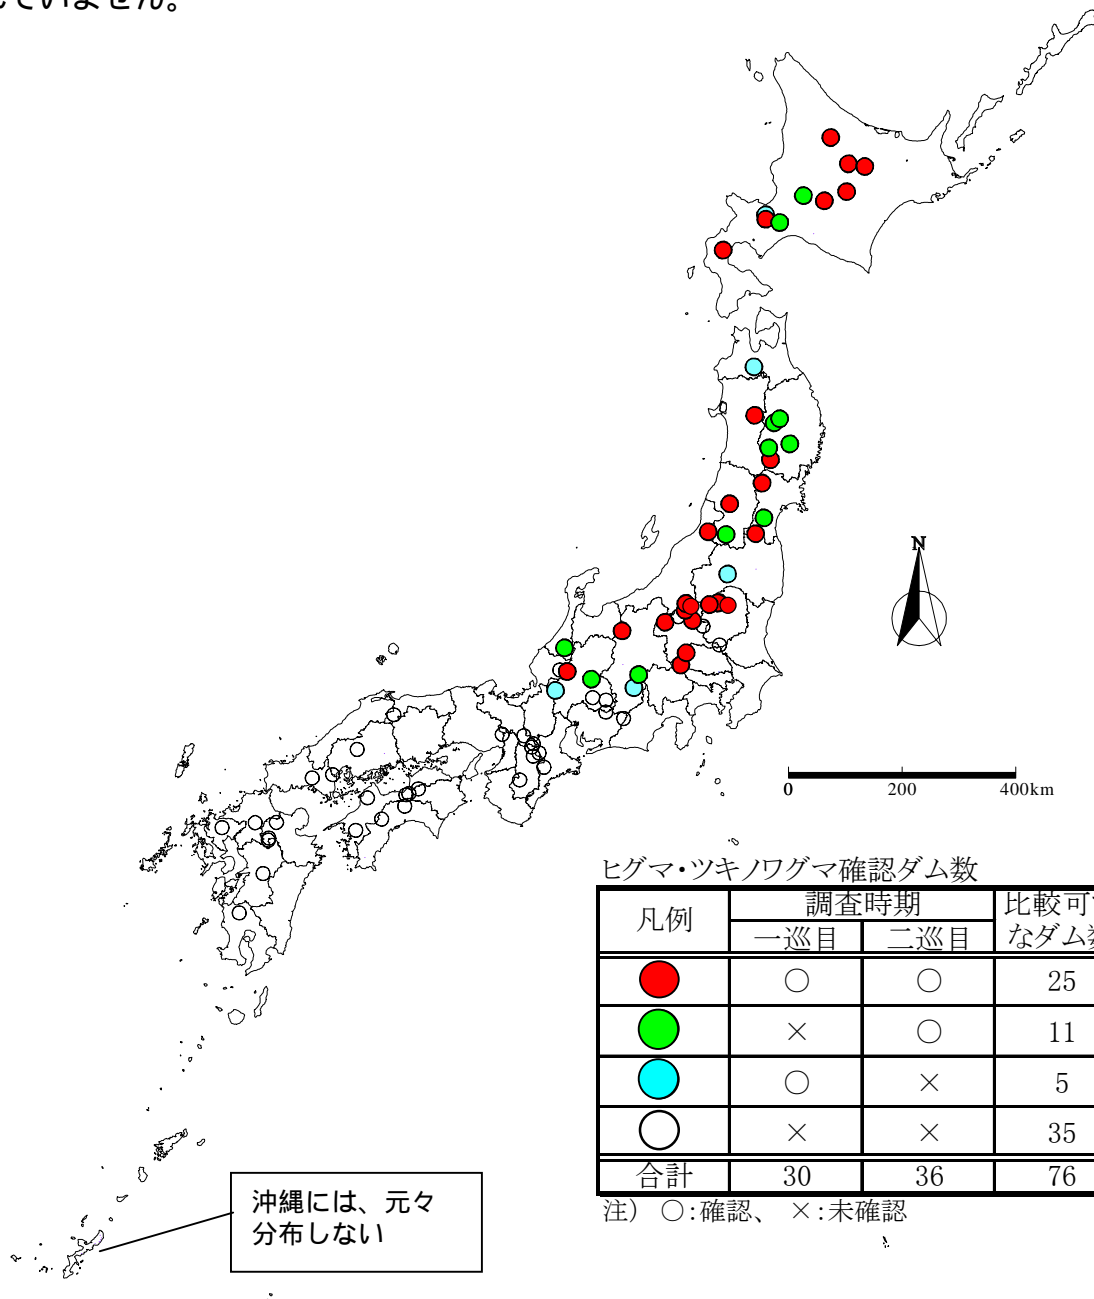 ていません。
N
0 200 400km
ヒグマ・ツキノワグマ確認ダム数
凡例 調査時期 比較可
一巡目 二巡目 なダム数
○ ○ 25
× ○ 11
○ × 5
× × 35
合計 30 36 76
注) ○:確認、 ×:未確認
沖縄には、元々
分布しない